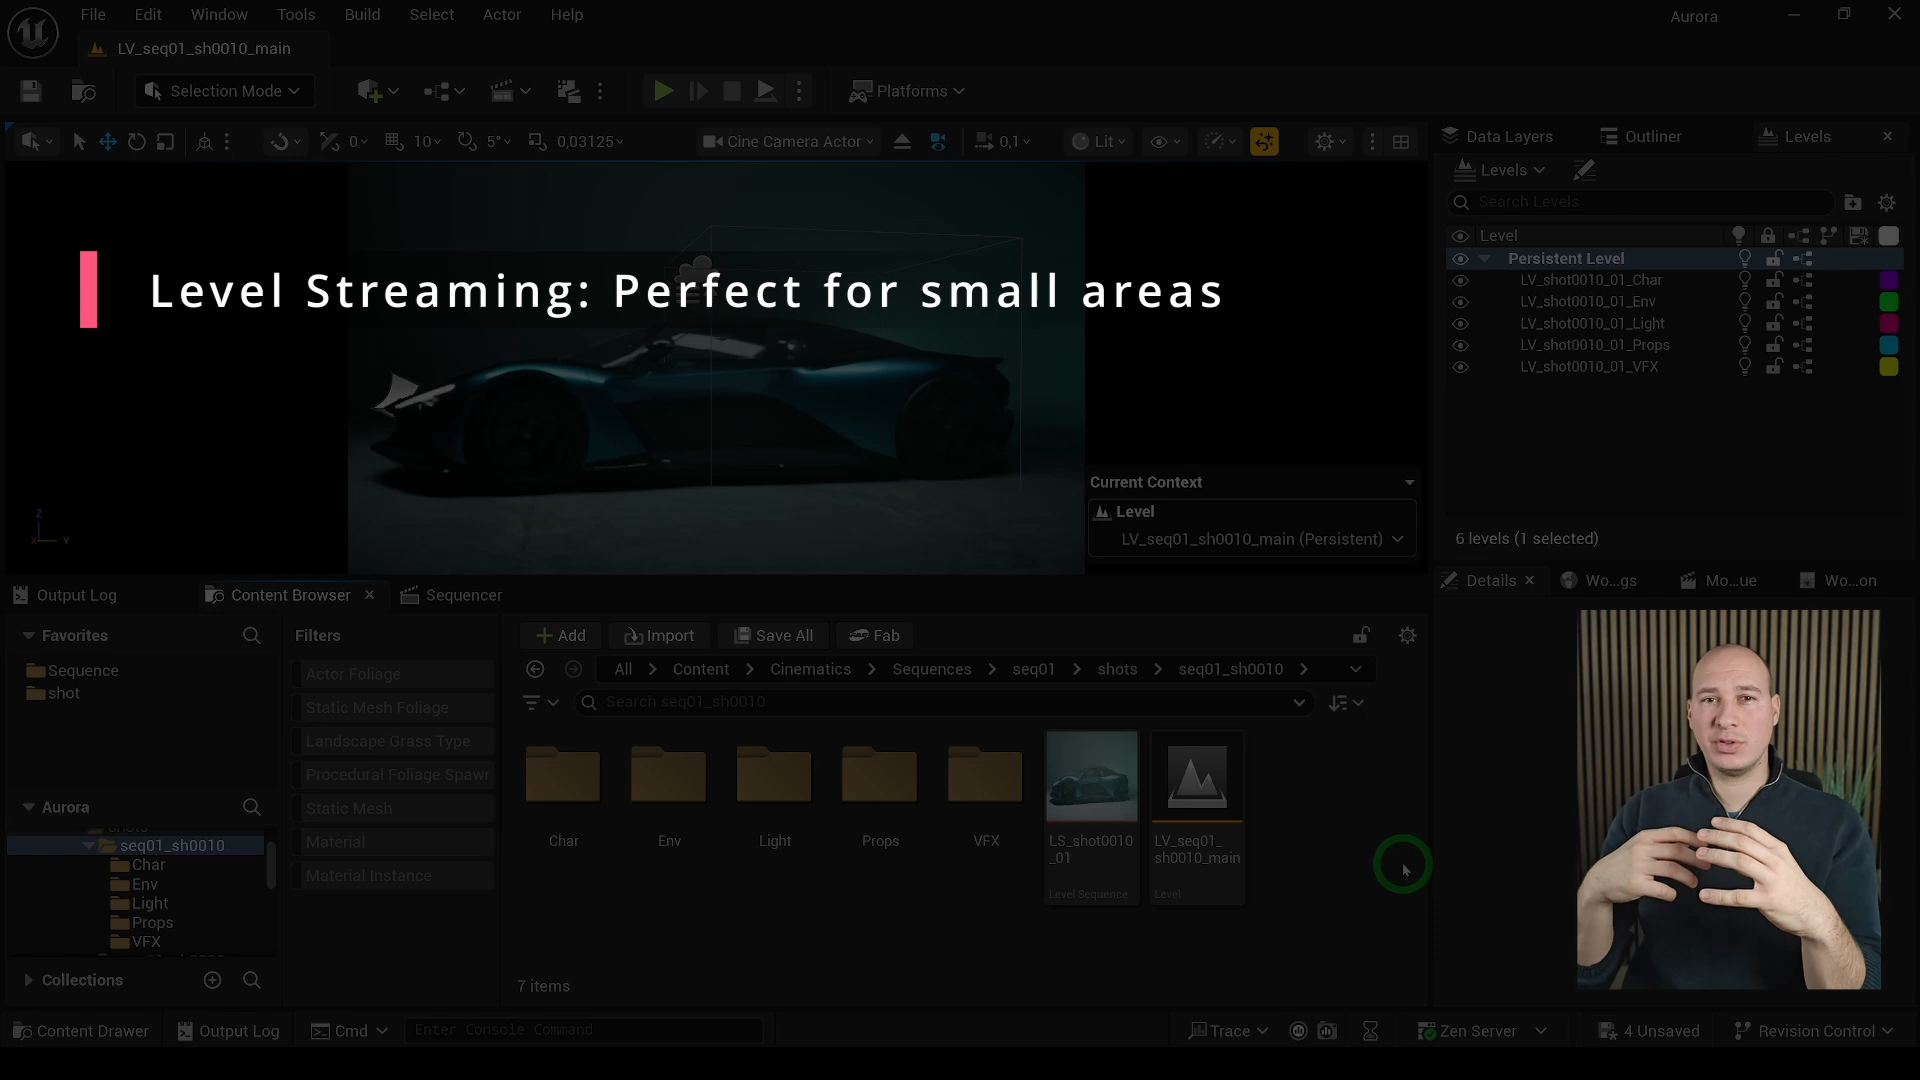 File Edit Window Tools Build Select Actor Help
Aurora
LV_seq01_sh0010_main
Selection Mode
Platforms
0 10 5° 0,03125
Cine Camera Actor
0,1
Lit
Data Layers Outliner Levels
Levels
Search Levels
Level
Persistent Level
LV_shot0010_01_Char
LV_shot0010_01_Env
LV_shot0010_01_Light
LV_shot0010_01_Props
LV_shot0010_01_VFX
6 levels (1 selected)
Level Streaming: Perfect for small areas
Z
X Y
Current Context
Level
LV_seq01_sh0010_main (Persistent)
Details Wo...gs Mo...ue Wo...on
Output Log Content Browser Sequencer
Favorites
Sequence
shot
Aurora
shots
seq01_sh0010
Char
Env
Light
Props
VFX
Collections
Filters
Actor Foliage
Static Mesh Foliage
Landscape Grass Type
Procedural Foliage Spawn
Static Mesh
Material
Material Instance
Add Import Save All Fab
All Content Cinematics Sequences seq01 shots seq01_sh0010
Search seq01_sh0010
Char
Env
Light
Props
VFX
LS_shot0010
_01
Level Sequence
LV_seq01_
sh0010_main
Level
7 items
Content Drawer Output Log Cmd Enter Console Command
Trace Zen Server 4 Unsaved Revision Control